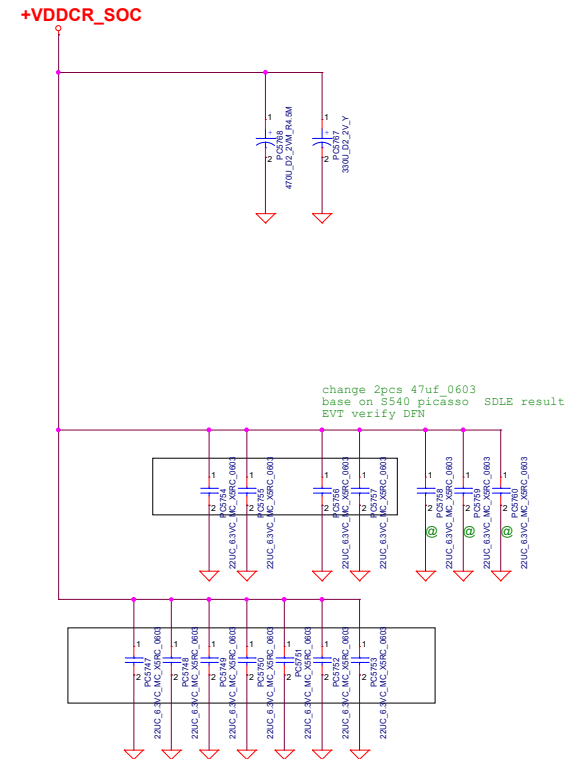 +VDDCR_SOC
1
+
2
PC5768
470U_D2_2VM_R4.5M
1
+
2
PC5767
330U_D2_2V_Y
change 2pcs 47uf_0603
base on S540 picasso  SDLE result
EVT verify DFN
1
2
PC5754
22UC_6.3VC_MC_X5RC_0603
1
2
PC5755
22UC_6.3VC_MC_X5RC_0603
1
2
PC5756
22UC_6.3VC_MC_X5RC_0603
1
2
PC5757
22UC_6.3VC_MC_X5RC_0603
1
2
PC5758
22UC_6.3VC_MC_X5RC_0603
@
1
2
PC5759
22UC_6.3VC_MC_X5RC_0603
@
1
2
PC5760
22UC_6.3VC_MC_X5RC_0603
@
1
2
PC5747
22UC_6.3VC_MC_X5RC_0603
1
2
PC5748
22UC_6.3VC_MC_X5RC_0603
1
2
PC5749
22UC_6.3VC_MC_X5RC_0603
1
2
PC5750
22UC_6.3VC_MC_X5RC_0603
1
2
PC5751
22UC_6.3VC_MC_X5RC_0603
1
2
PC5752
22UC_6.3VC_MC_X5RC_0603
1
2
PC5753
22UC_6.3VC_MC_X5RC_0603